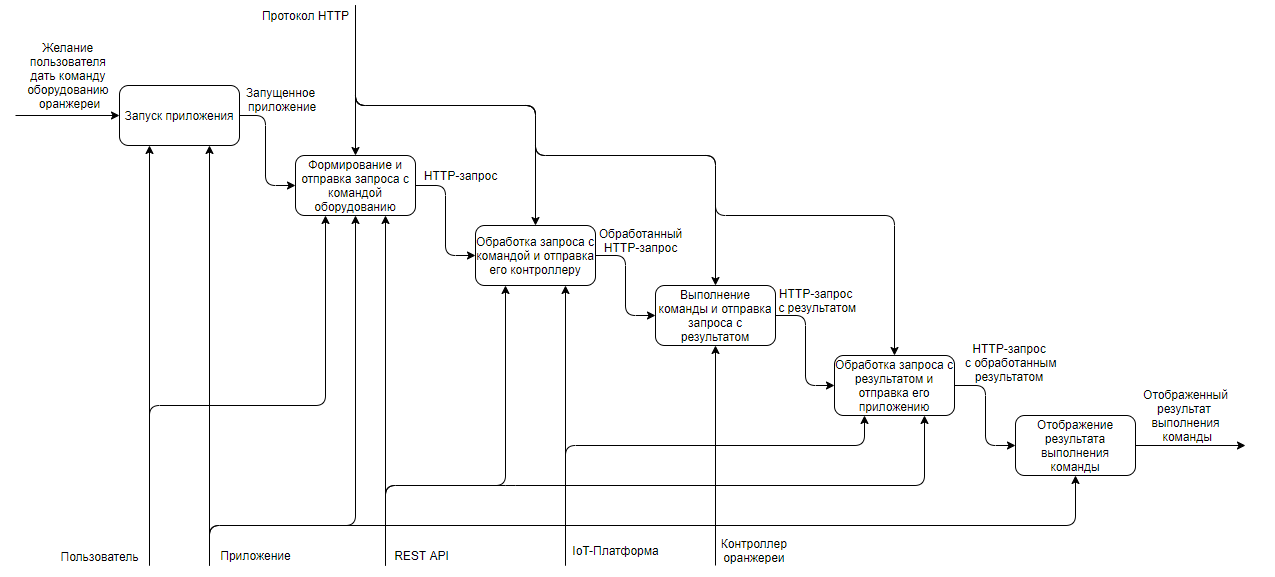 Протокол HTTP
Желание
пользователя
дать команду
оборудованию
оранжереи
Запуск приложения
Запущенное
приложение
Формирование и
отправка запроса с
командой
оборудованию
HTTP-запрос
Обработка запроса с
командой и отправка
его контроллеру
Обработанный
HTTP-запрос
Выполнение
команды и отправка
запроса с
результатом
HTTP-запрос
с результатом
Обработка запроса с
результатом и
отправка его
приложению
HTTP-запрос
с обработанным
результатом
Отображение
результата
выполнения
команды
Отображенный
результат
выполнения
команды
Пользователь
Приложение
REST API
IoT-Платформа
Контроллер
оранжереи